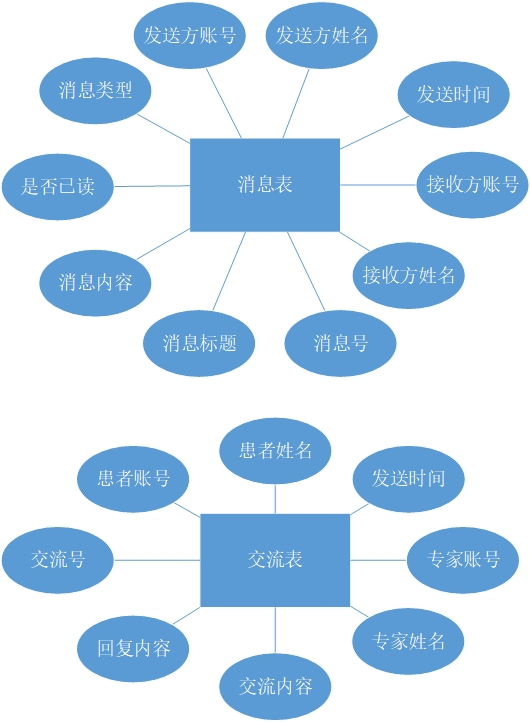 发送方账号
发送方姓名
消息类型
发送时间
是否已读
消息表
接收方账号
消息内容
接收方姓名
消息标题
消息号
患者姓名
患者账号
发送时间
交流号
交流表
专家账号
回复内容
专家姓名
交流内容